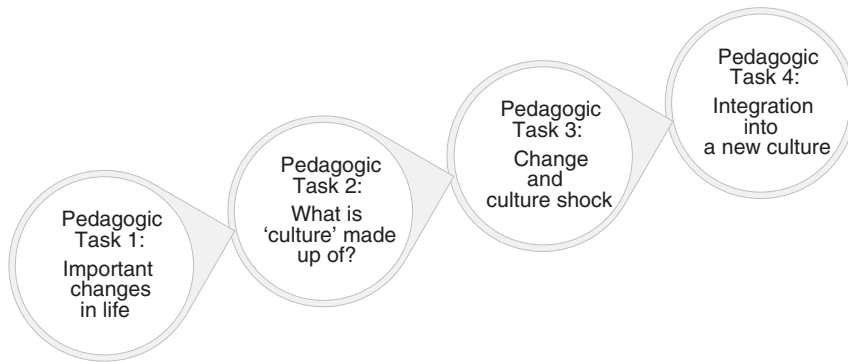 Pedagogic
Task 1:
Important
changes
in life
Pedagogic
Task 2:
What is
‘culture’ made
up of?
Pedagogic
Task 3:
Change
and
culture shock
Pedagogic
Task 4:
Integration
into
a new culture